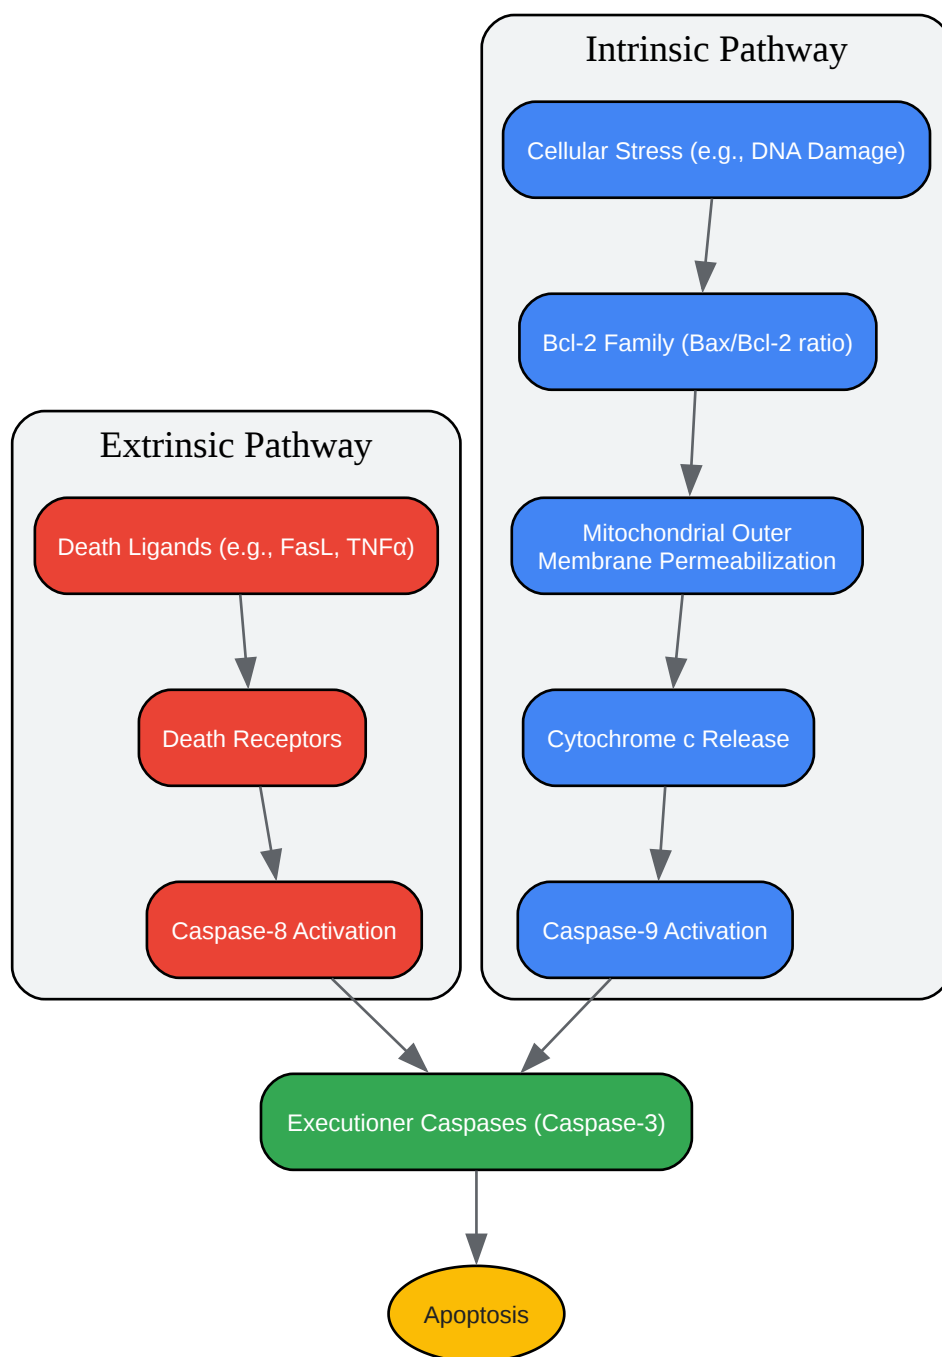 Intrinsic Pathway
Cellular Stress (e.g., DNA Damage)
Bcl-2 Family (Bax/Bcl-2 ratio)
Mitochondrial Outer
Membrane Permeabilization
Cytochrome c Release
Caspase-9 Activation
Extrinsic Pathway
Death Ligands (e.g., FasL, TNFα)
Death Receptors
Caspase-8 Activation
Executioner Caspases (Caspase-3)
Apoptosis